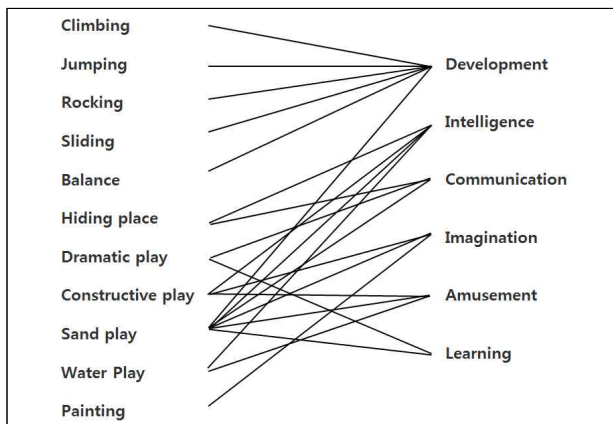 Climbing
Jumping
Rocking
Sliding
Balance
Hiding place
Dramatic play
Constructive play
Sand play
Water Play
Painting
Development
Intelligence
Communication
Imagination
Amusement
Learning